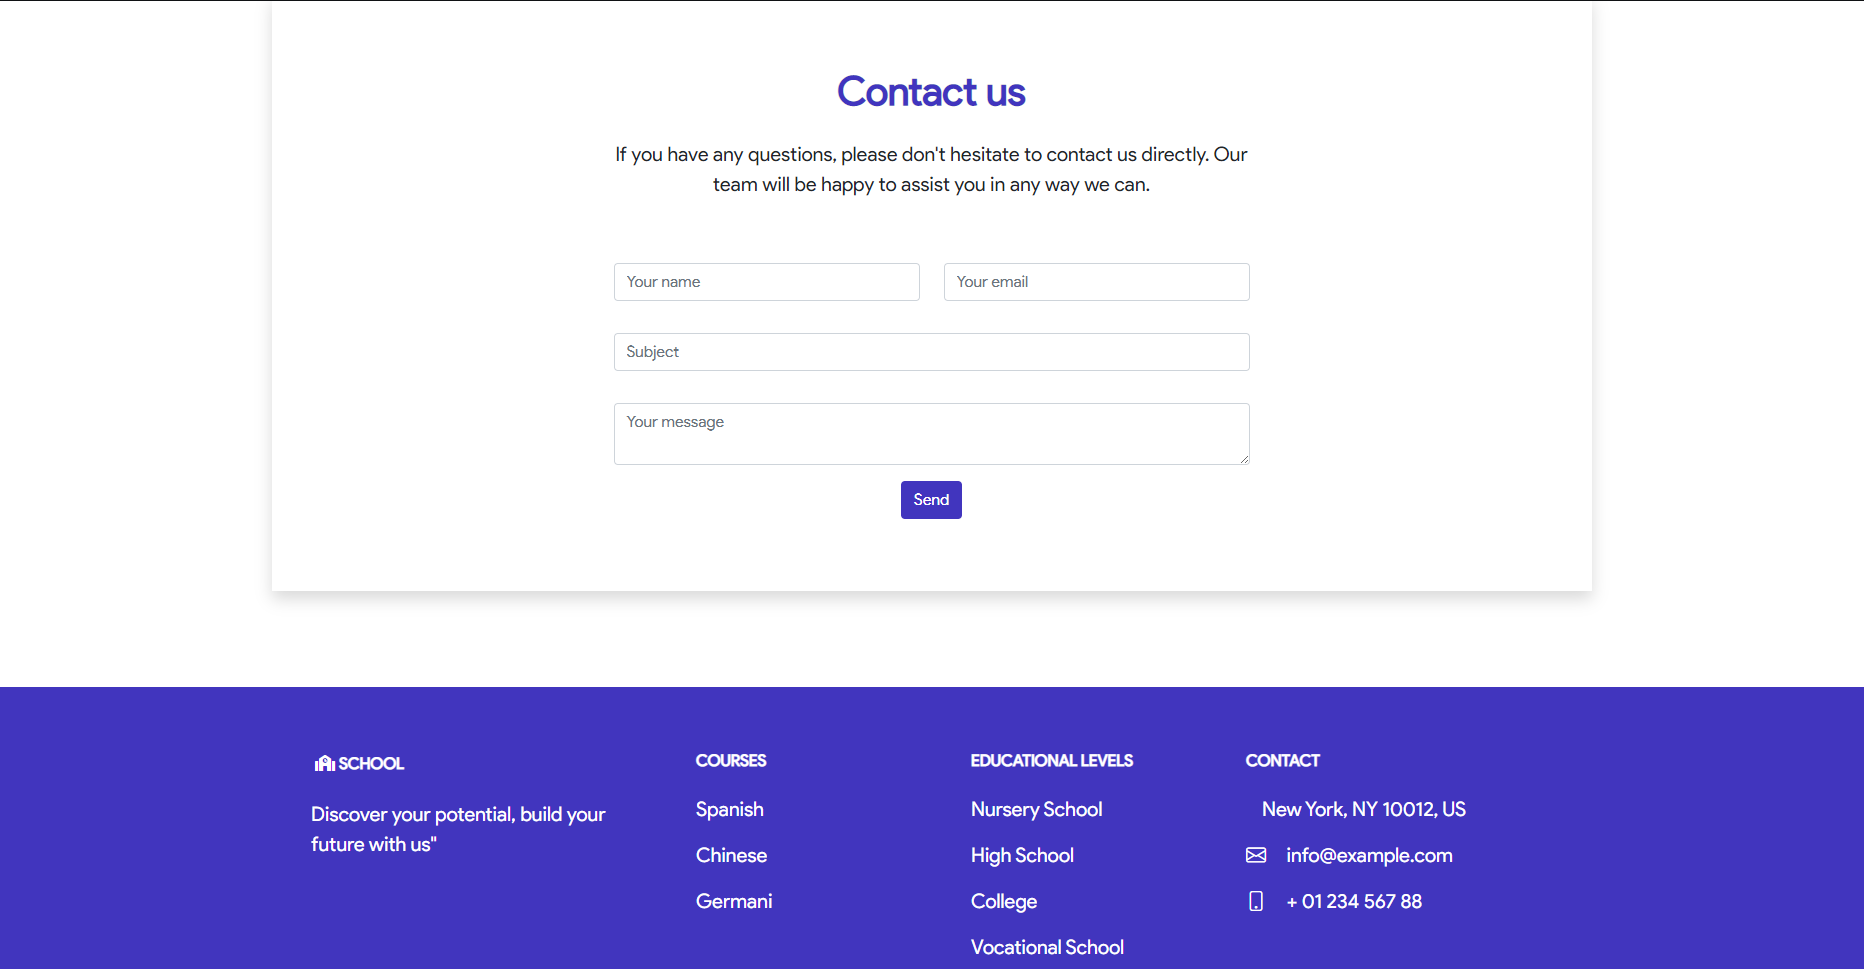 Contact us
If you have any questions, please don't hesitate to contact us directly. Our
team will be happy to assist you in any way we can.
Your name
Your email
Subject
Your message
Send
SCHOOL
Discover your potential, build your
future with us"
COURSES
Spanish
Chinese
Germani
EDUCATIONAL LEVELS
Nursery School
High School
College
Vocational School
CONTACT
New York, NY 10012, US
info@example.com
+ 01 234 567 88